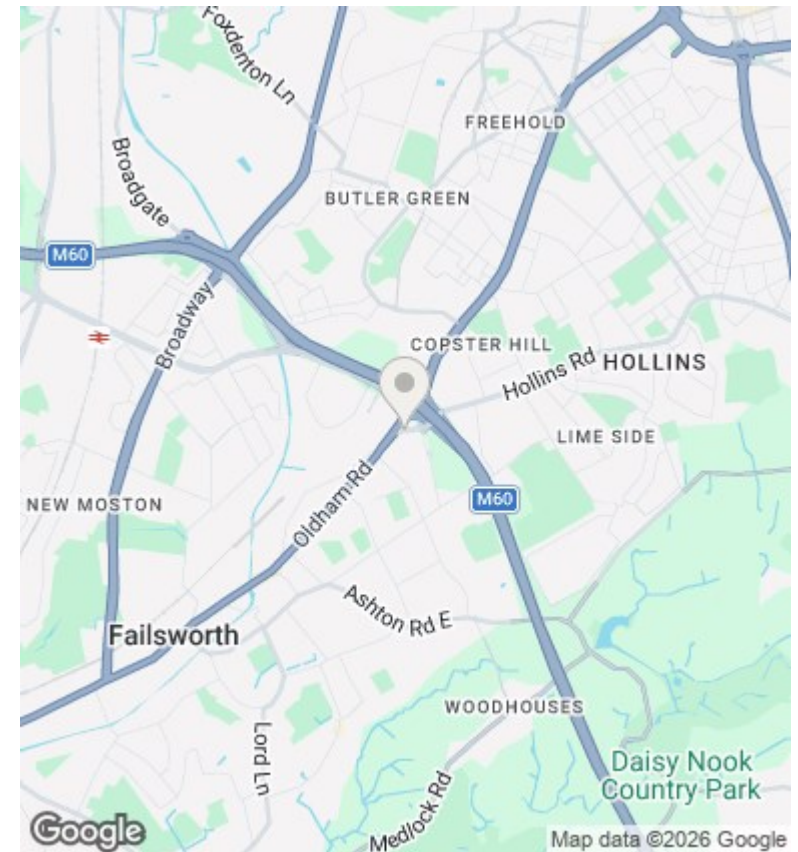 Foxdenton Ln
FREEHOLD
Broadgate
BUTLER GREEN
M60
Broadway
COPSTER HILL
Hollins Rd
HOLLINS
LIME SIDE
M60
NEW MOSTON
Oldham Rd
Ashton Rd E
Failsworth
WOODHOUSES
Lord Ln
Daisy Nook
Country Park
Medlock Rd
Google
Map data ©2026 Google